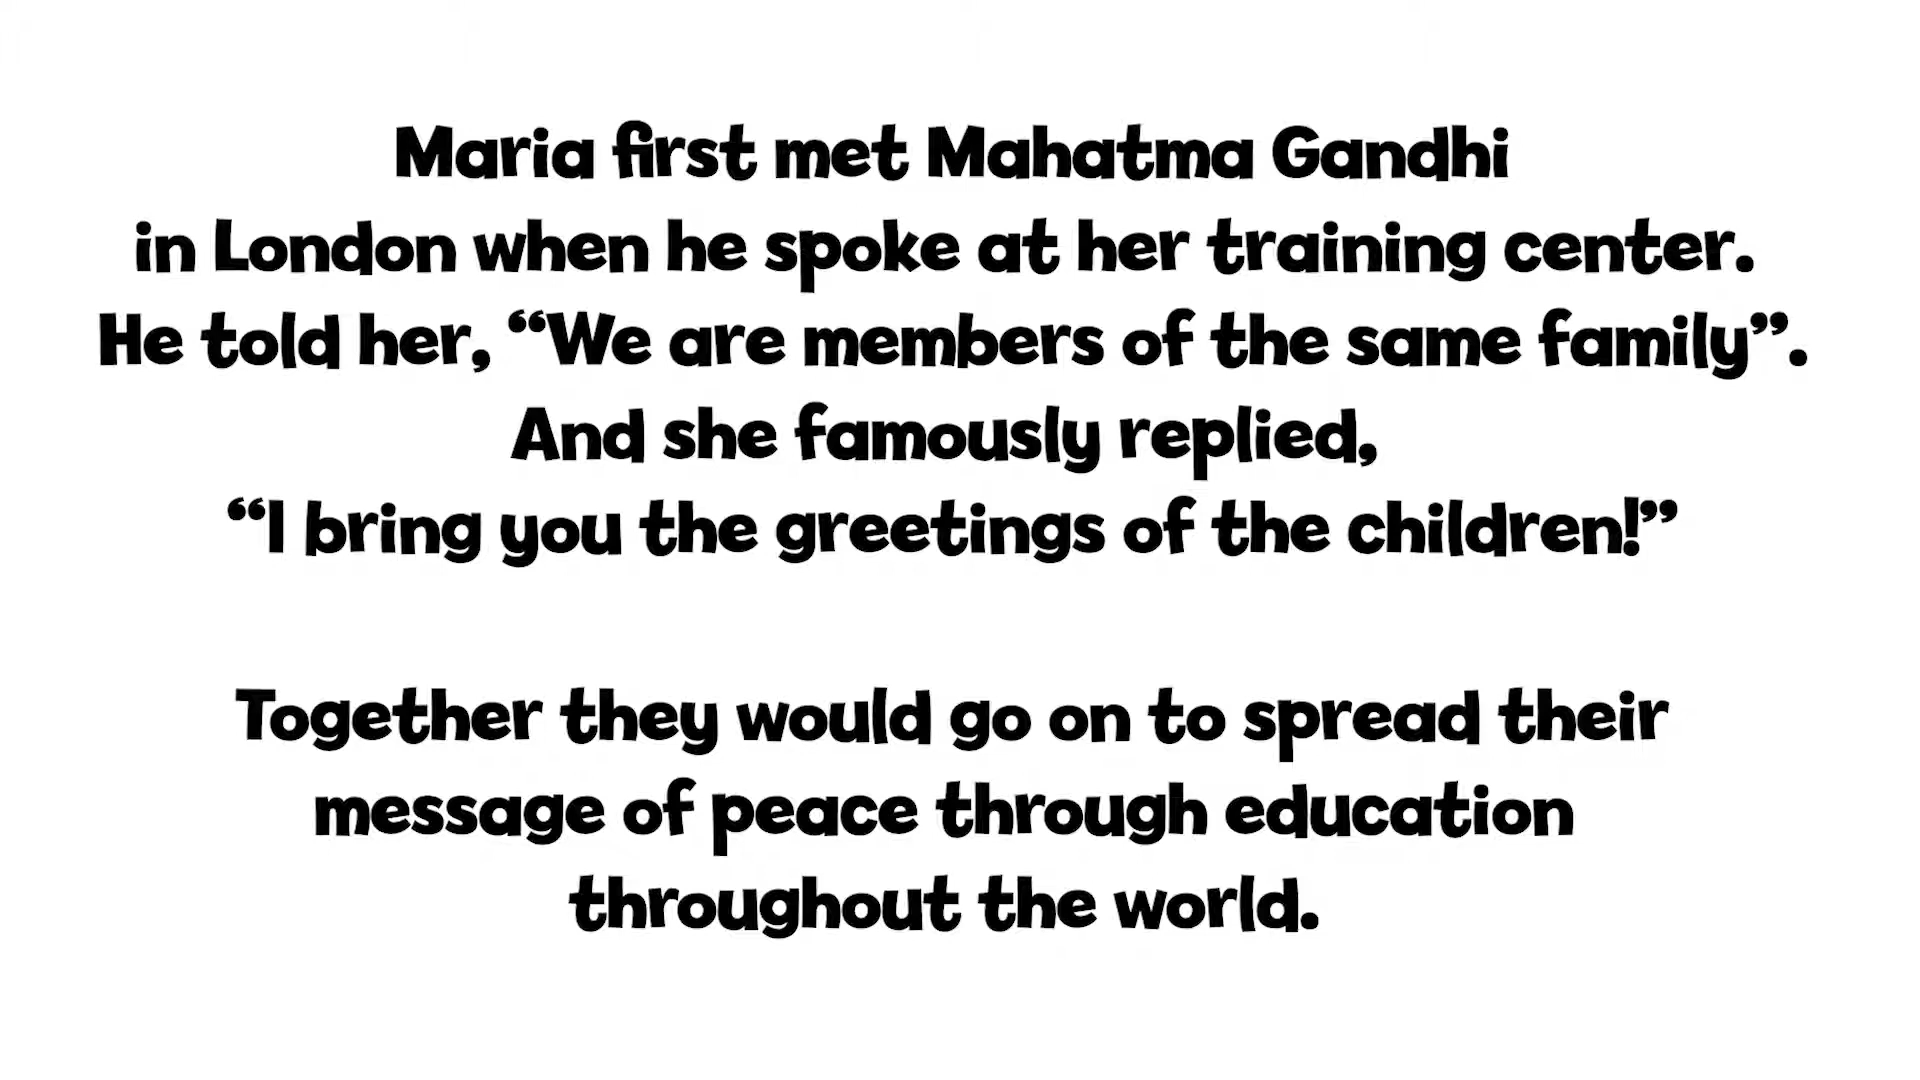 Maria first met Mahatma Gandhi
in London when he spoke at her training center.
He told her, “We are members of the same family”.
And she famously replied,
“I bring you the greetings of the children!”
Together they would go on to spread their
message of peace through education
throughout the world.